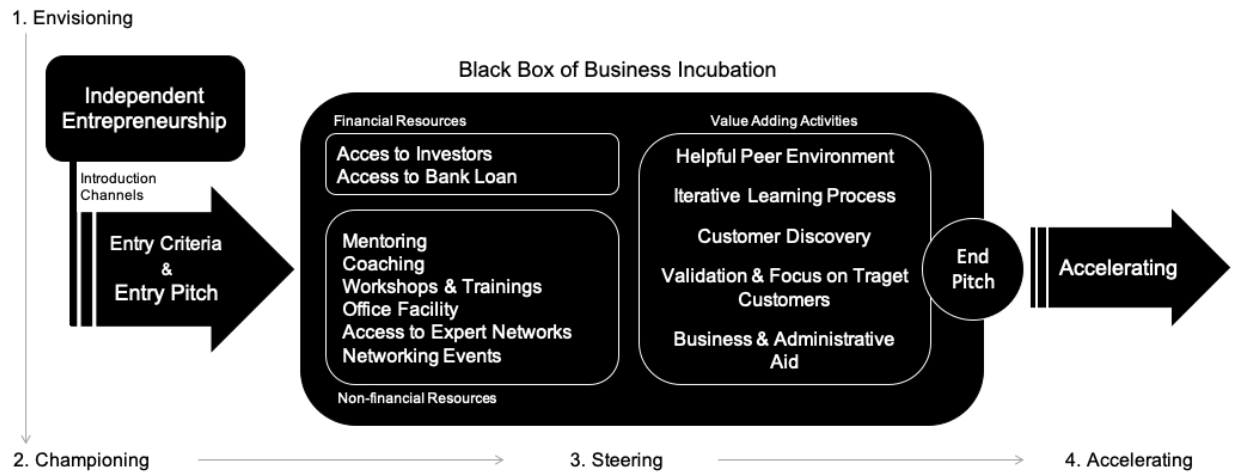 1. Envisioning
Black Box of Business Incubation
Independent
Entrepreneurship
Introduction
Channels
Entry Criteria
&
Entry Pitch
Financial Resources
Acces to Investors
Access to Bank Loan
Mentoring
Coaching
Workshops & Trainings
Office Facility
Access to Expert Networks
Networking Events
Non-financial Resources
Value Adding Activities
Helpful Peer Environment
Iterative Learning Process
Customer Discovery
Validation & Focus on Traget
Customers
Business & Administrative
Aid
End
Pitch
Accelerating
2. Championing
3. Steering
4. Accelerating